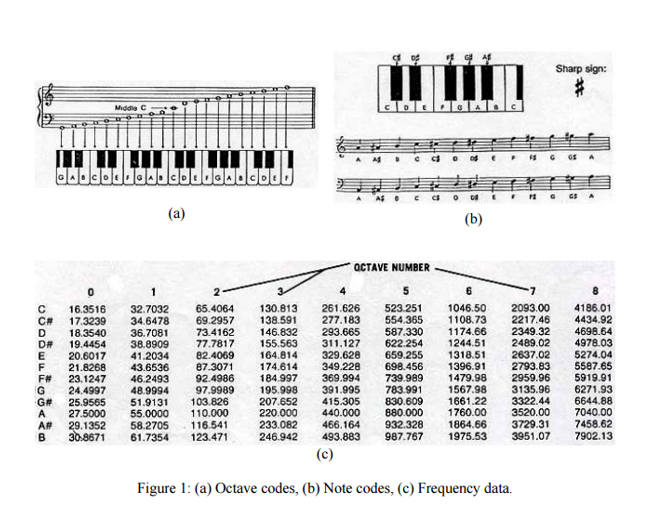 C# D# F# G# A#
Sharp sign:
#
Middle C
C D E F G A B C
A A# B C C# D D# E F F# G G# A
G A B C D E F G A B C D E F G A B C D E F
A A# B C C# D D# E F F# G G# A
(a)
(b)
OCTAVE NUMBER
0 1 2 3 4 5 6 7 8
C 16.3516 32.7032 65.4064 130.813 261.626 523.251 1046.50 2093.00 4186.01
C# 17.3239 34.6478 69.2957 138.591 277.183 554.365 1108.73 2217.46 4434.92
D 18.3540 36.7081 73.4162 146.832 293.665 587.330 1174.66 2349.32 4698.64
D# 19.4454 38.8909 77.7817 155.563 311.127 622.254 1244.51 2489.02 4978.03
E 20.6017 41.2034 82.4069 164.814 329.628 659.255 1318.51 2637.02 5274.04
F 21.8268 43.6536 87.3071 174.614 349.228 698.456 1396.91 2793.83 5587.65
F# 23.1247 46.2493 92.4986 184.997 369.994 739.989 1479.98 2959.96 5919.91
G 24.4997 48.9994 97.9989 195.998 391.995 783.991 1567.98 3135.96 6271.93
G# 25.9565 51.9131 103.826 207.652 415.305 830.609 1661.22 3322.44 6644.88
A 27.5000 55.0000 110.000 220.000 440.000 880.000 1760.00 3520.00 7040.00
A# 29.1352 58.2705 116.541 233.082 466.164 932.328 1864.66 3729.31 7458.62
B 30.8671 61.7354 123.471 246.942 493.883 987.767 1975.53 3951.07 7902.13
(c)
Figure 1: (a) Octave codes, (b) Note codes, (c) Frequency data.